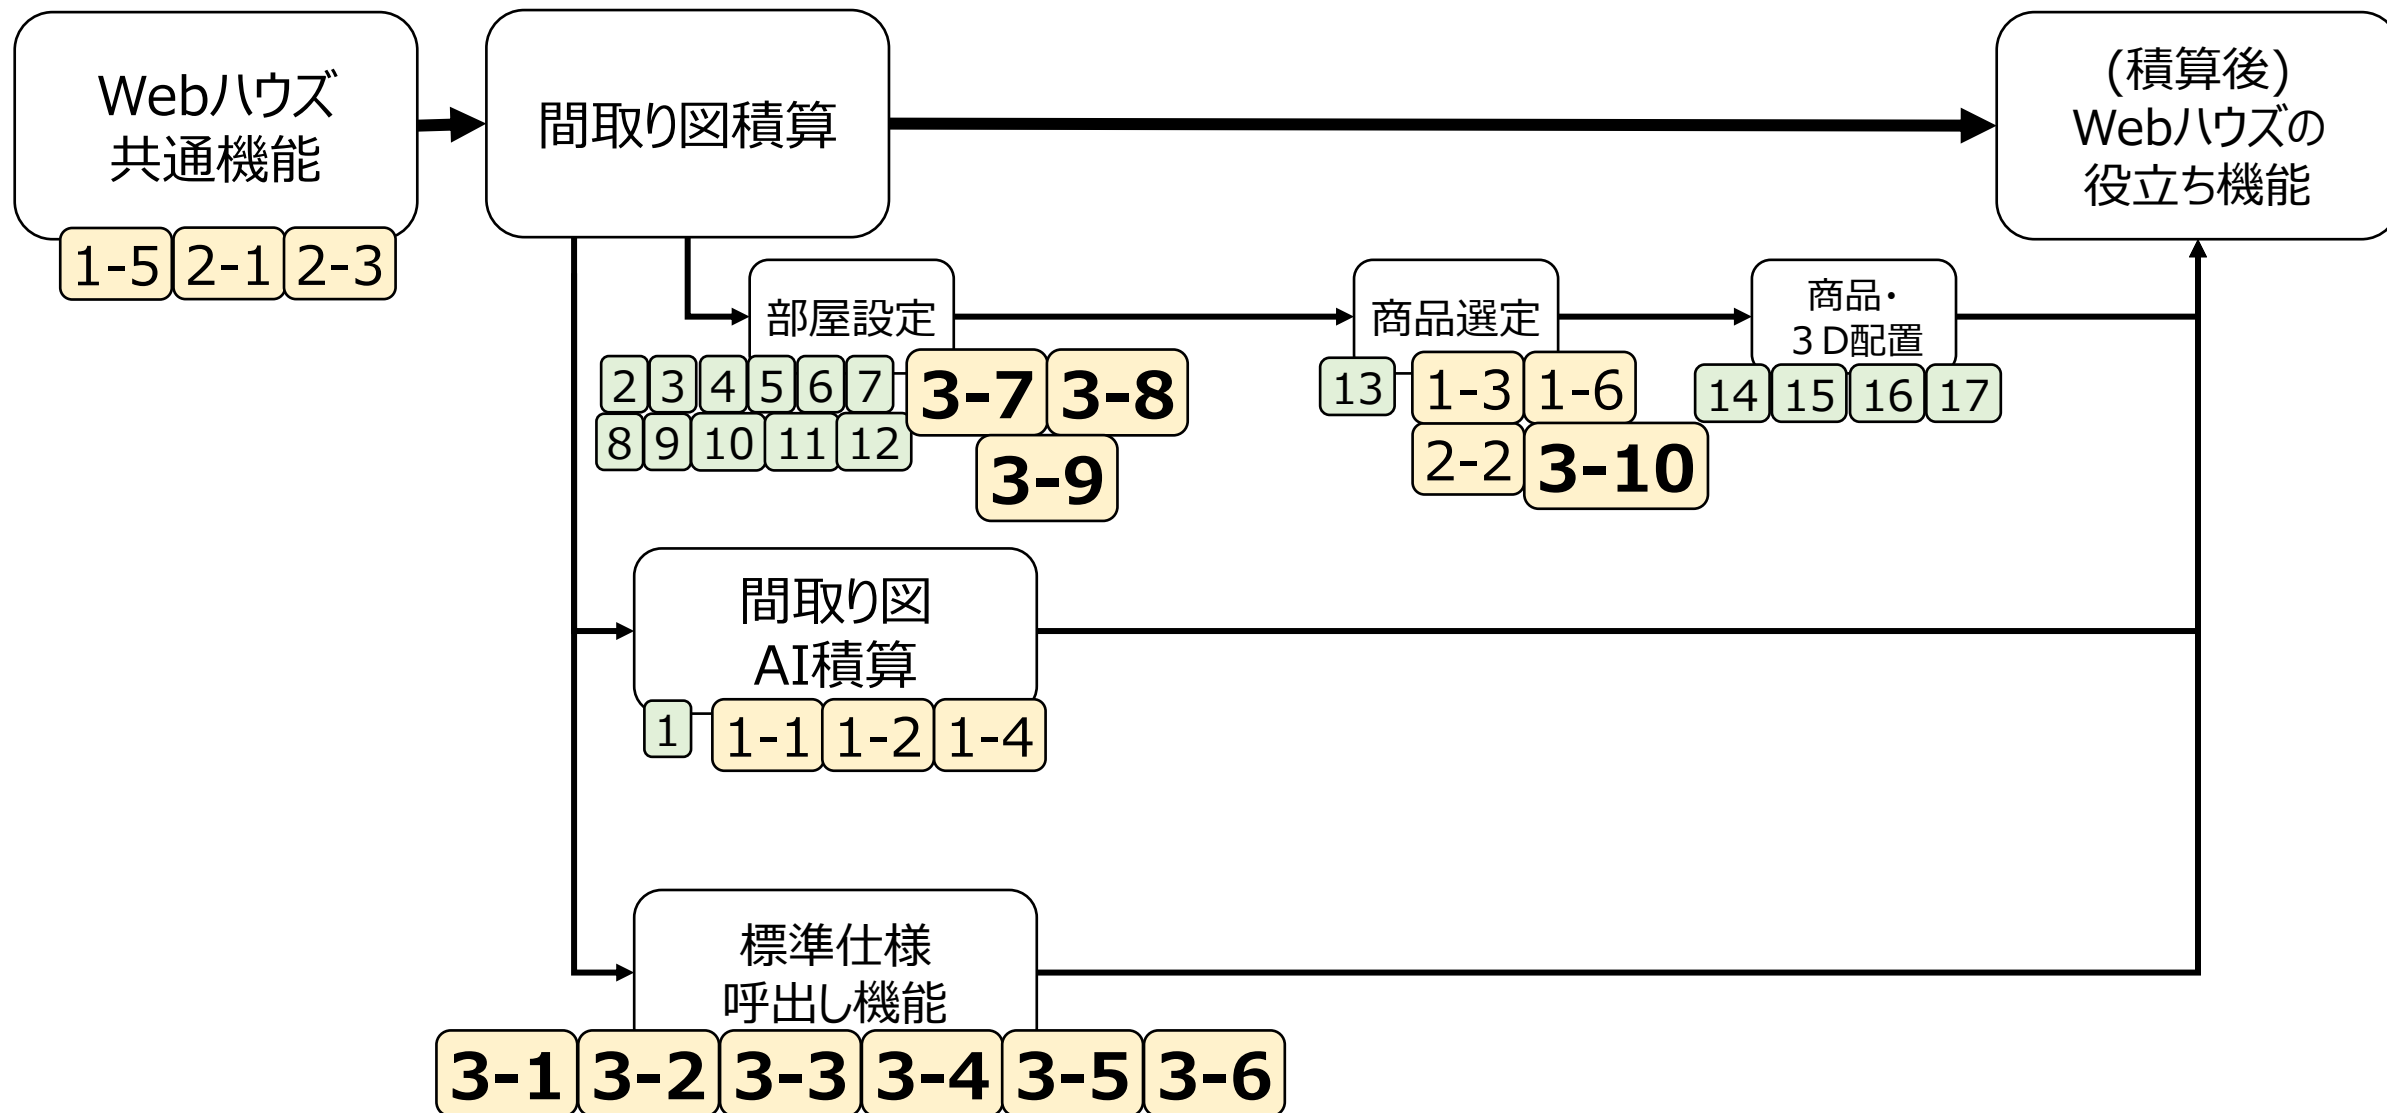 Webハウズ
共通機能
1-5 2-1 2-3
間取り図積算
(積算後)
Webハウズの
役立ち機能
部屋設定
2 3 4 5 6 7
8 9 10 11 12
3-7 3-8
3-9
商品選定
13
1-3 1-6
2-2 3-10
商品・
３D配置
14 15 16 17
間取り図
AI積算
1 1-1 1-2 1-4
標準仕様
呼出し機能
3-1 3-2 3-3 3-4 3-5 3-6